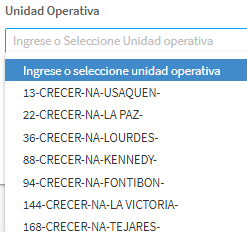 Unidad Operativa
Ingrese o Seleccione Unidad operativa
Ingrese o seleccione unidad operativa
13-CRECER-NA-USAQUEN-
22-CRECER-NA-LA PAZ-
36-CRECER-NA-LOURDES-
88-CRECER-NA-KENNEDY-
94-CRECER-NA-FONTIBON-
144-CRECER-NA-LA VICTORIA-
168-CRECER-NA-TEJARES-